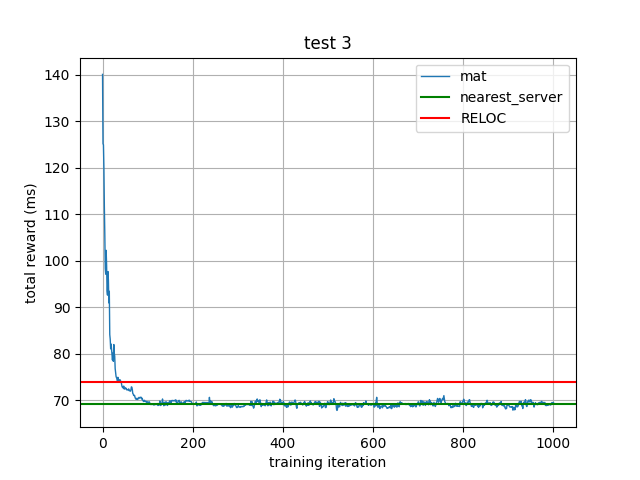 test 3
total reward (ms)
140
130
120
110
100
90
80
70
mat
nearest_server
RELOC
0 200 400 600 800 1000
training iteration